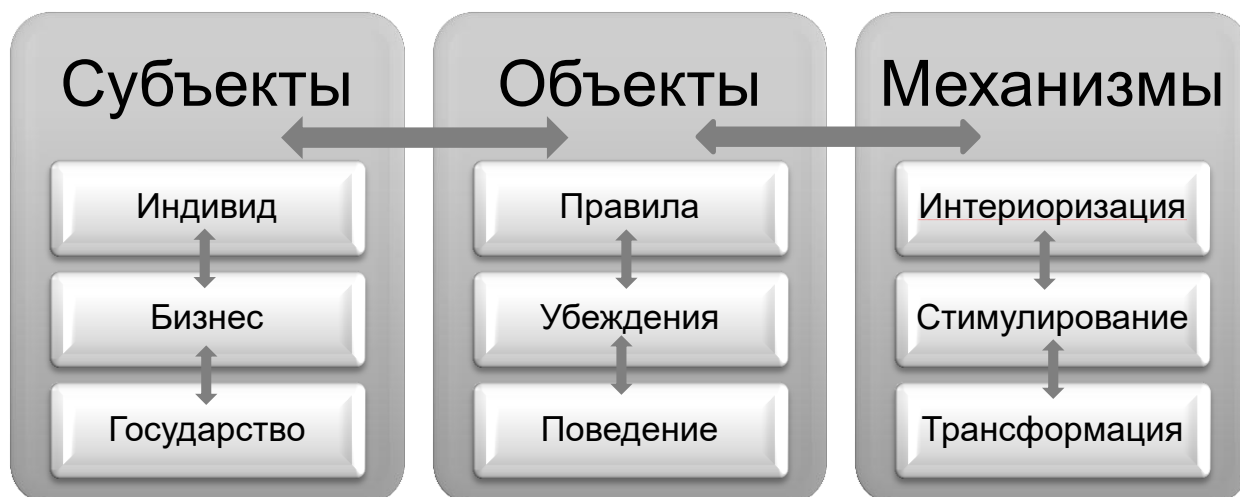 Субъекты
Индивид
Бизнес
Государство
Объекты
Правила
Убеждения
Поведение
Механизмы
Интериоризация
Стимулирование
Трансформация